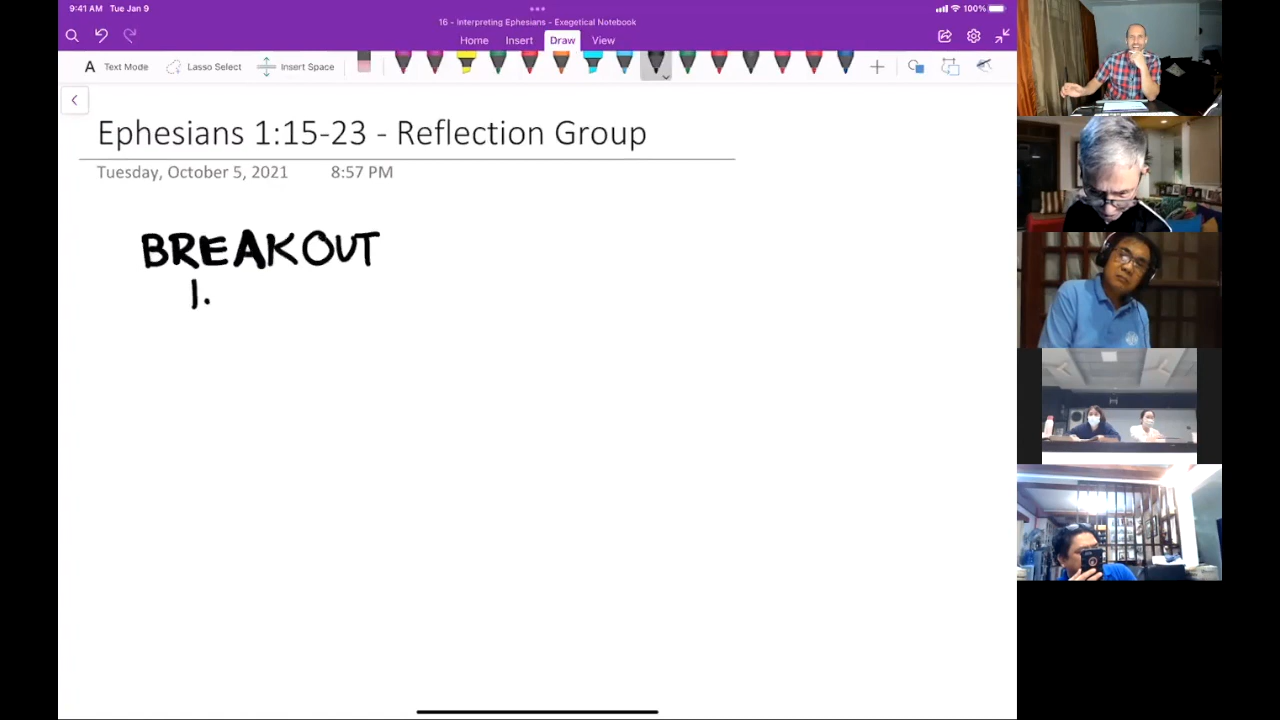 9:41 AM Tue Jan 9
100%
16 - Interpreting Ephesians - Exegetical Notebook
Home Insert Draw View
A Text Mode Lasso Select Insert Space
Ephesians 1:15-23 - Reflection Group
Tuesday, October 5, 2021 8:57 PM
BREAKOUT
1.